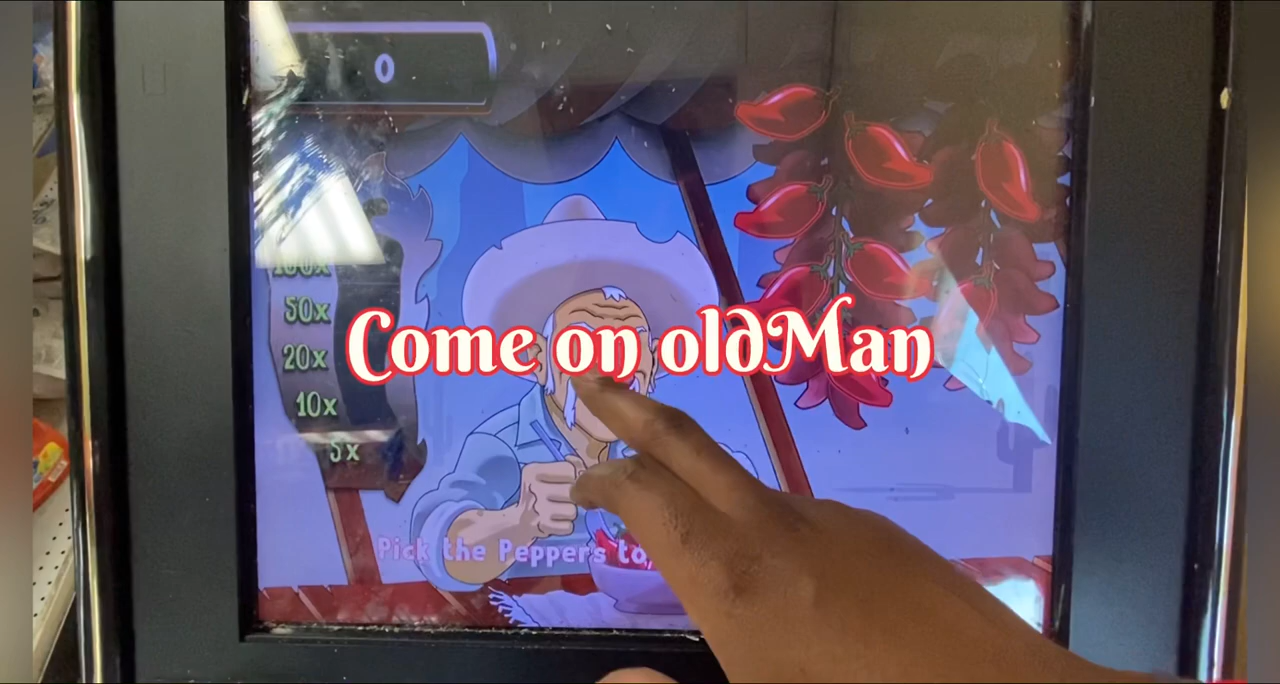 0
100x
50x
20x
10x
5x
Come on oldMan
Pick the Peppers to